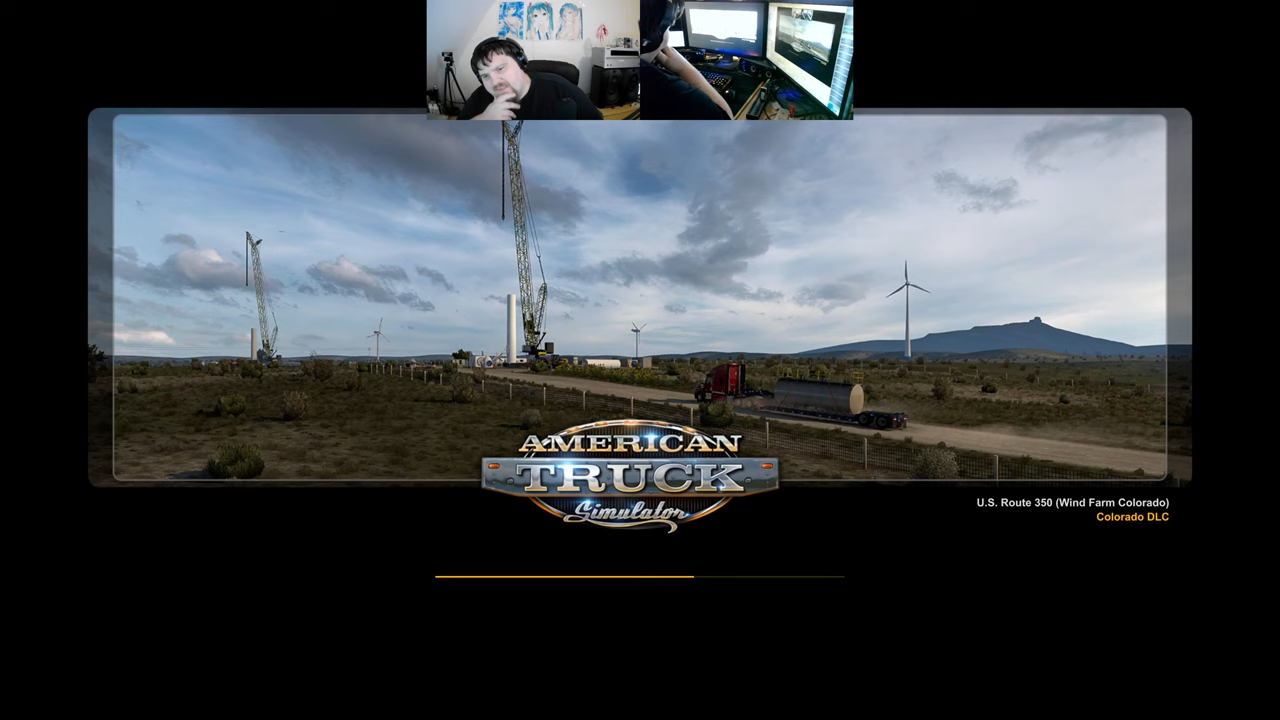 AMERICAN
TRUCK
Simulator
U.S. Route 350 (Wind Farm Colorado)
Colorado DLC